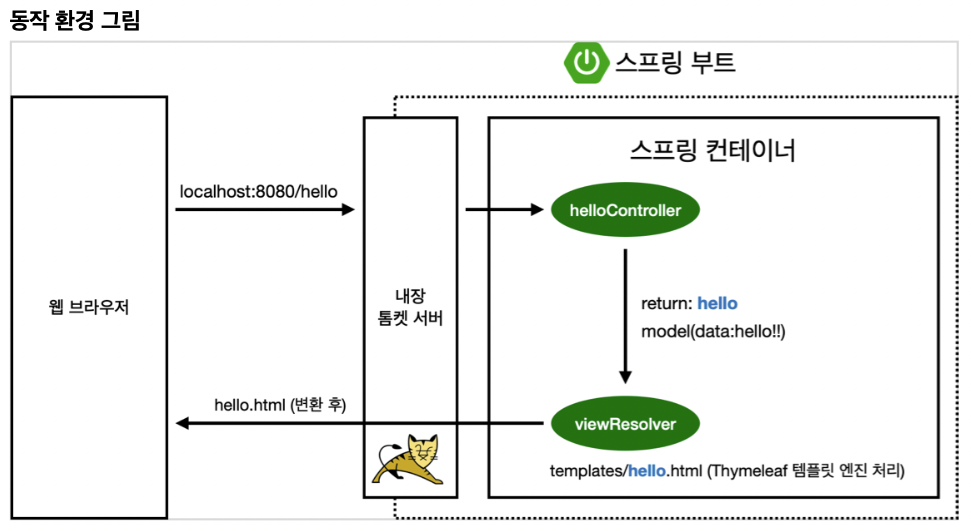 동작 환경 그림
스프링 부트
스프링 컨테이너
localhost:8080/hello
helloController
웹 브라우저
내장
톰켓 서버
return: hello
model(data:hello!!)
hello.html (변환 후)
viewResolver
templates/hello.html (Thymeleaf 템플릿 엔진 처리)